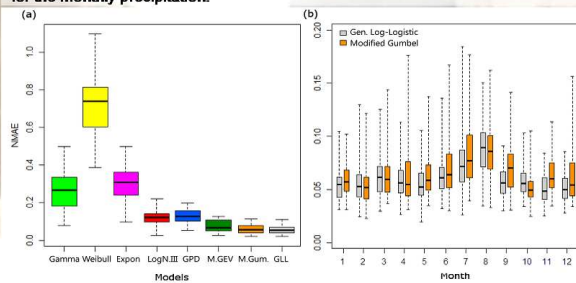 for the monthly precipitation.
(a)
NMAE
1.0
0.8
0.6
0.4
0.2
0.0
Gamma Weibull Expon LogN.III GPD M.GEV M.Gum. GLL
Models
(b)
Gen. Log-Logistic
Modified Gumbel
0.20
0.15
0.10
0.05
0.00
1 2 3 4 5 6 7 8 9 10 11 12
Month